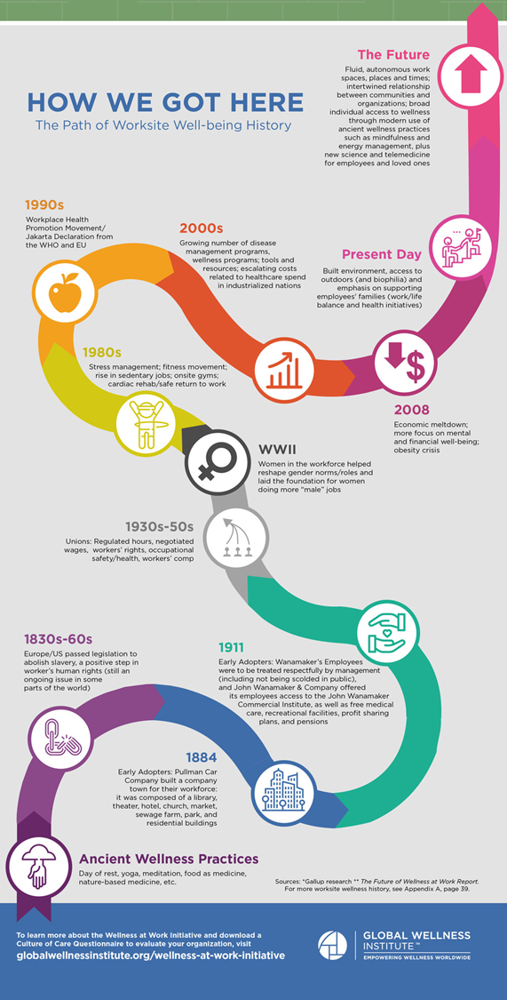 HOW WE GOT HERE
The Path of Worksite Well-being History
The Future
Fluid, autonomous work
spaces, places and times;
intertwined relationship
between communities and
organizations; broad
individual access to wellness
through modern use of
ancient wellness practices
such as mindfulness and
energy management, plus
new science and telemedicine
for employees and loved ones
1990s
Workplace Health
Promotion Movement/
Jakarta Declaration from
the WHO and EU
2000s
Growing number of disease
management programs,
wellness programs; tools and
resources; escalating costs
related to healthcare spend
in industrialized nations
Present Day
Built environment, access to
outdoors (and biophilia) and
emphasis on supporting
employees' families (work/life
balance and health initiatives)
1980s
Stress management; fitness movement;
rise in sedentary jobs; onsite gyms;
cardiac rehab/safe return to work
$
2008
Economic meltdown;
more focus on mental
and financial well-being;
obesity crisis
WWII
Women in the workforce helped
reshape gender norms/roles and
laid the foundation for women
doing more “male” jobs
1930s-50s
Unions: Regulated hours, negotiated
wages, workers' rights, occupational
safety/health, workers' comp
1830s-60s
Europe/US passed legislation to
abolish slavery, a positive step in
worker's human rights (still an
ongoing issue in some
parts of the world)
1911
Early Adopters: Wanamaker's Employees
were to be treated respectfully by management
(including not being scolded in public),
and John Wanamaker & Company offered
its employees access to the John Wanamaker
Commercial Institute, as well as free medical
care, recreational facilities, profit sharing
plans, and pensions
1884
Early Adopters: Pullman Car
Company built a company
town for their workforce:
it was composed of a library,
theater, hotel, church, market,
sewage farm, park, and
residential buildings
Ancient Wellness Practices
Day of rest, yoga, meditation, food as medicine,
nature-based medicine, etc.
Sources: *Gallup research ** The Future of Wellness at Work Report.
For more worksite wellness history, see Appendix A, page 39.
To learn more about the Wellness at Work Initiative and download a
Culture of Care Questionnaire to evaluate your organization, visit
globalwellnessinstitute.org/wellness-at-work-initiative
GLOBAL WELLNESS
INSTITUTE™
EMPOWERING WELLNESS WORLDWIDE